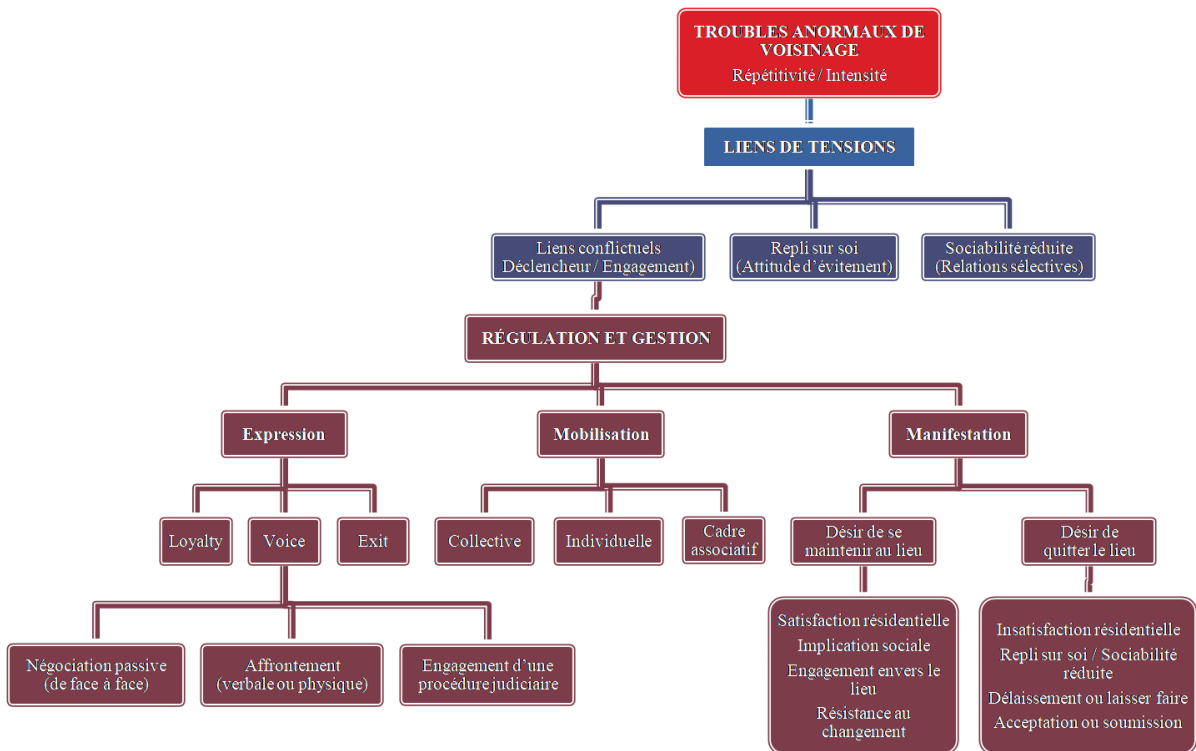 TROUBLES ANORMAUX DE
VOISINAGE
Répétitivité / Intensité
LIENS DE TENSIONS
Liens conflictuels
Déclencheur / Engagement)
Repli sur soi
(Attitude d'évitement)
Sociabilité réduite
(Relations sélectives)
RÉGULATION ET GESTION
Expression
Mobilisation
Manifestation
Loyalty
Voice
Exit
Collective
Individuelle
Cadre
associatif
Désir de se
maintenir au lieu
Désir de
quitter le lieu
Négociation passive
(de face à face)
Affrontement
(verbale ou physique)
Engagement d'une
procédure judiciaire
Satisfaction résidentielle
Implication sociale
Engagement envers le
lieu
Résistance au
changement
Insatisfaction résidentielle
Repli sur soi / Sociabilité
réduite
Délaissement ou laisser faire
Acceptation ou soumission